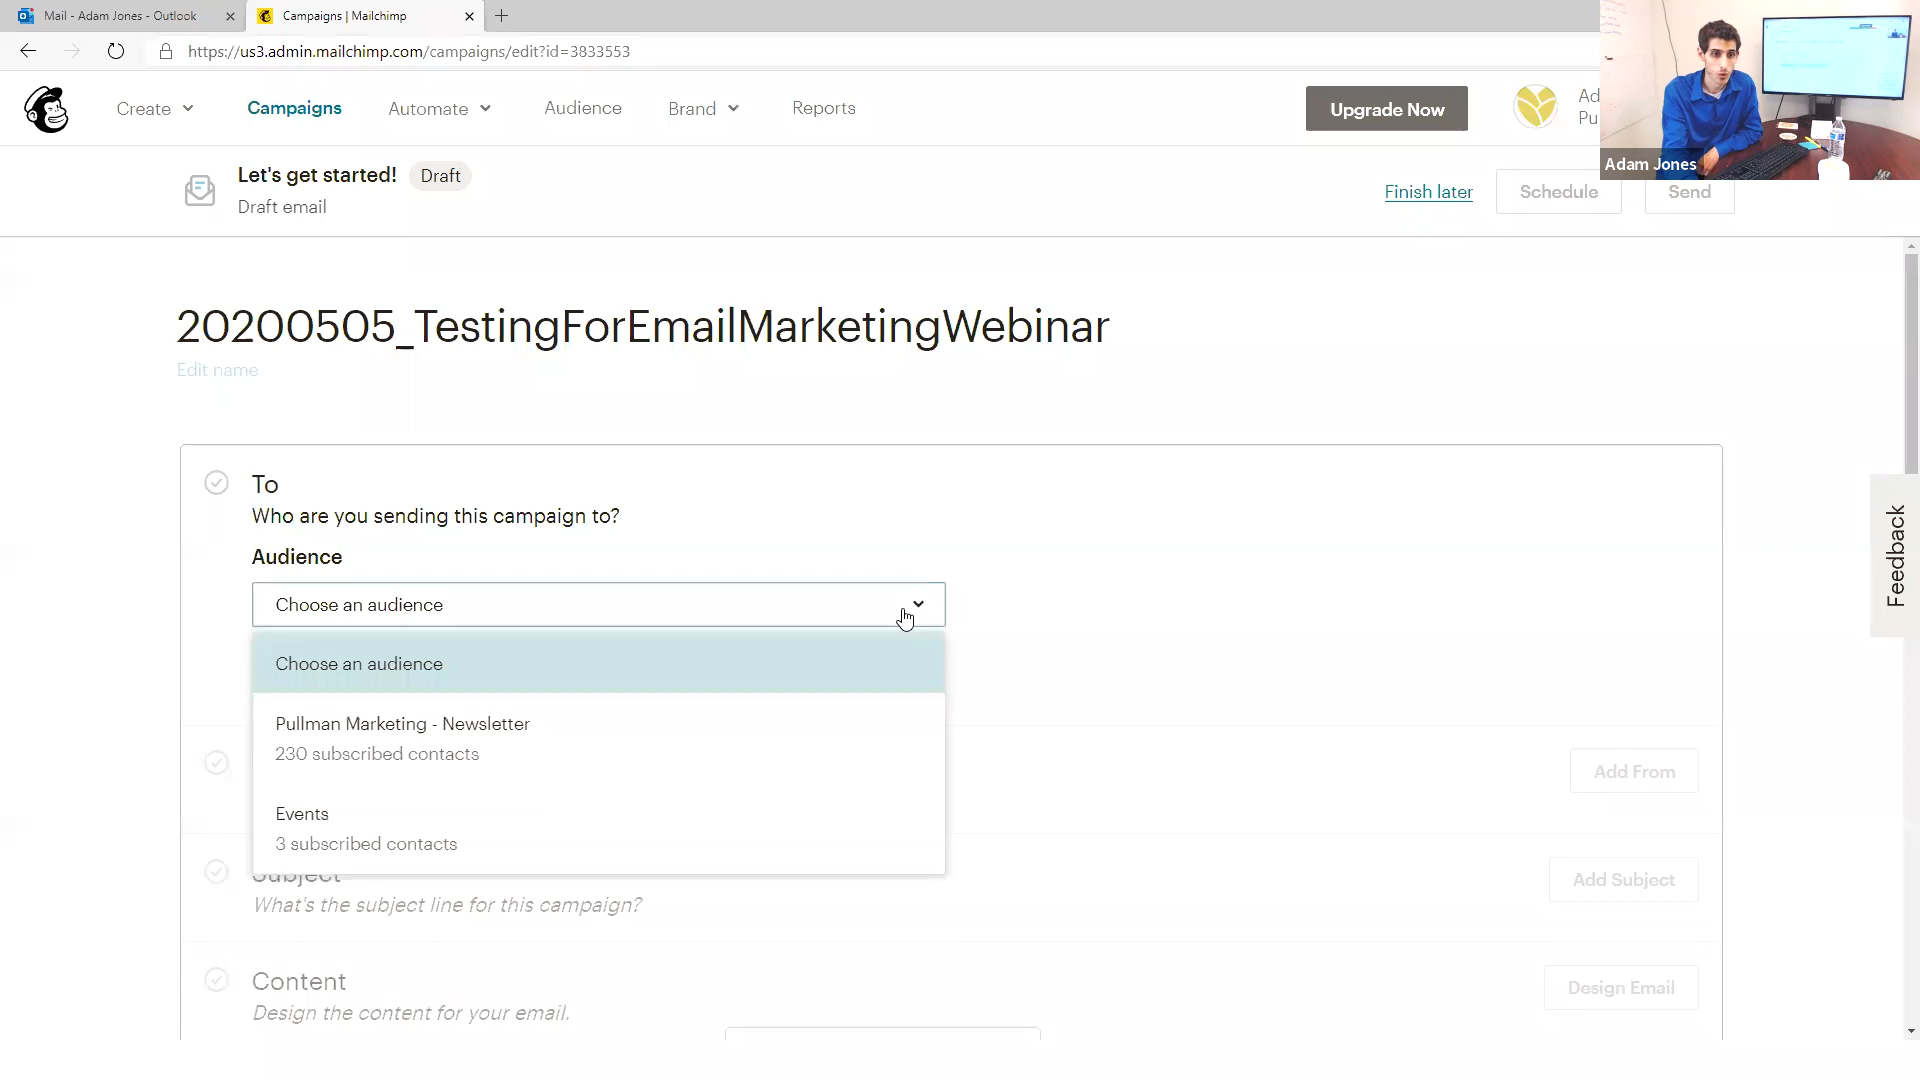 Mail - Adam Jones - Outlook
Campaigns | Mailchimp
https://us3.admin.mailchimp.com/campaigns/edit?id=3833553
Create
Campaigns
Automate
Audience
Brand
Reports
Upgrade Now
Ad
Pu
Adam Jones
Let's get started!
Draft
Draft email
Finish later
Schedule
Send
20200505_TestingForEmailMarketingWebinar
Edit name
To
Who are you sending this campaign to?
Audience
Choose an audience
Choose an audience
Pullman Marketing - Newsletter
230 subscribed contacts
Events
3 subscribed contacts
Add From
Subject
What's the subject line for this campaign?
Add Subject
Content
Design the content for your email.
Design Email
Feedback